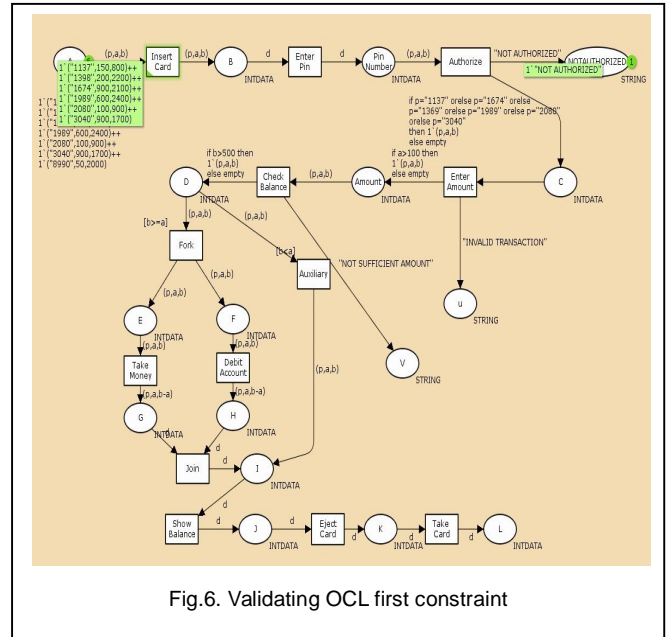 A
6
(p,a,b)
Insert
Card
(p,a,b)
B
INTDATA
d
Enter
Pin
d
Pin
Number
INTDATA
(p,a,b)
Authorize
"NOT AUTHORIZED"
NOTAUTHORIZED
1
1`"NOT AUTHORIZED"
STRING
1`("1137",150,800)++
1`("1398",200,2200)++
1`("1674",900,2100)++
1`("1989",600,2400)++
1`("2080",100,900)++
1`("3040",900,1700)
"1989",600,2400)++
1`("2080",100,900)++
1`("3040",900,1700)++
1`("8990",50,2000)
if p="1137" orelse p="1674" orelse
p="1369" orelse p="1989" orelse p="2080"
orelse p="3040"
then 1`(p,a,b)
else empty
if b>500 then
1`(p,a,b)
else empty
if a>100 then
1`(p,a,b)
else empty
D
INTDATA
Check
Balance
(p,a,b)
Amount
INTDATA
Enter
Amount
C
INTDATA
[b>=a]
(p,a,b)
(p,a,b)
Fork
[b<a]
Auxiliary
"NOT SUFFICIENT AMOUNT"
"INVALID TRANSACTION"
(p,a,b)
(p,a,b)
E
INTDATA
F
INTDATA
u
STRING
(p,a,b)
(p,a,b)
Take
Money
Debit
Account
V
STRING
(p,a,b)
(p,a,b-a)
(p,a,b-a)
G
INTDATA
H
INTDATA
d
d
Join
d
I
INTDATA
d
Show
Balance
d
J
INTDATA
d
Eject
Card
d
K
INTDATA
d
Take
Card
d
L
INTDATA
Fig.6. Validating OCL first constraint